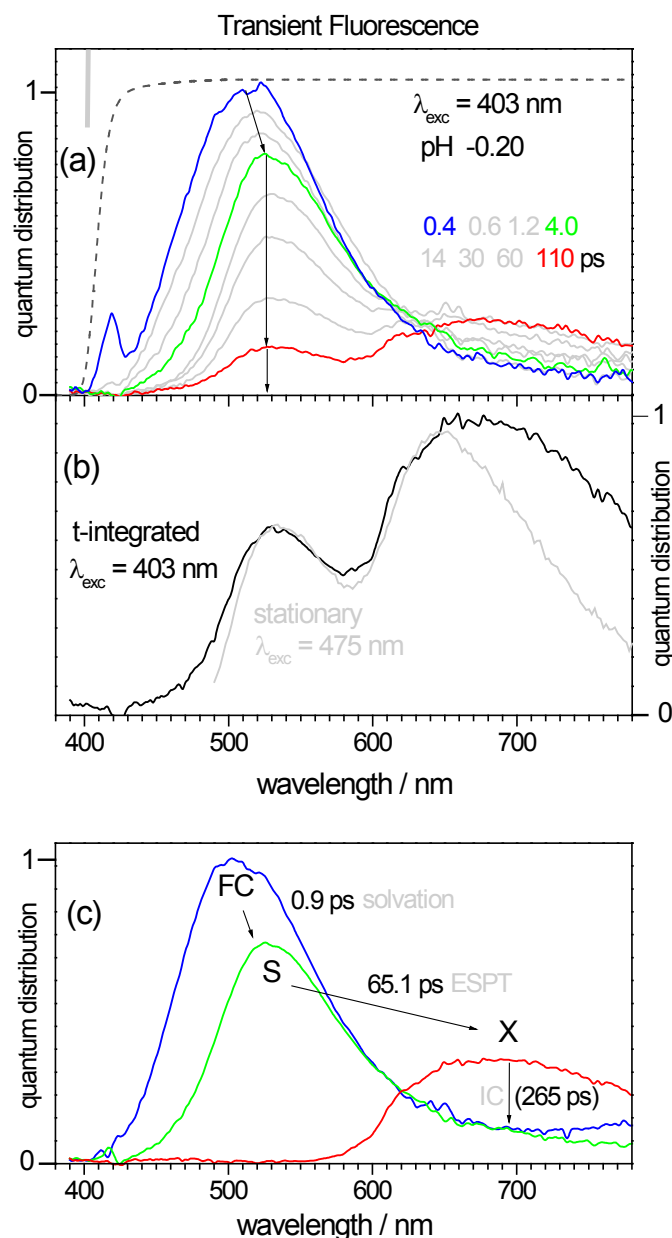 Transient Fluorescence
1
0
quantum distribution
(a)
λexc = 403 nm
pH -0.20
0.4 0.6 1.2 4.0
14 30 60 110 ps
(b)
t-integrated
λexc = 403 nm
stationary
λexc = 475 nm
1
0
quantum distribution
400 500 600 700
wavelength / nm
(c)
1
0
quantum distribution
FC
0.9 ps solvation
S
65.1 ps ESPT
X
IC (265 ps)
400 500 600 700
wavelength / nm